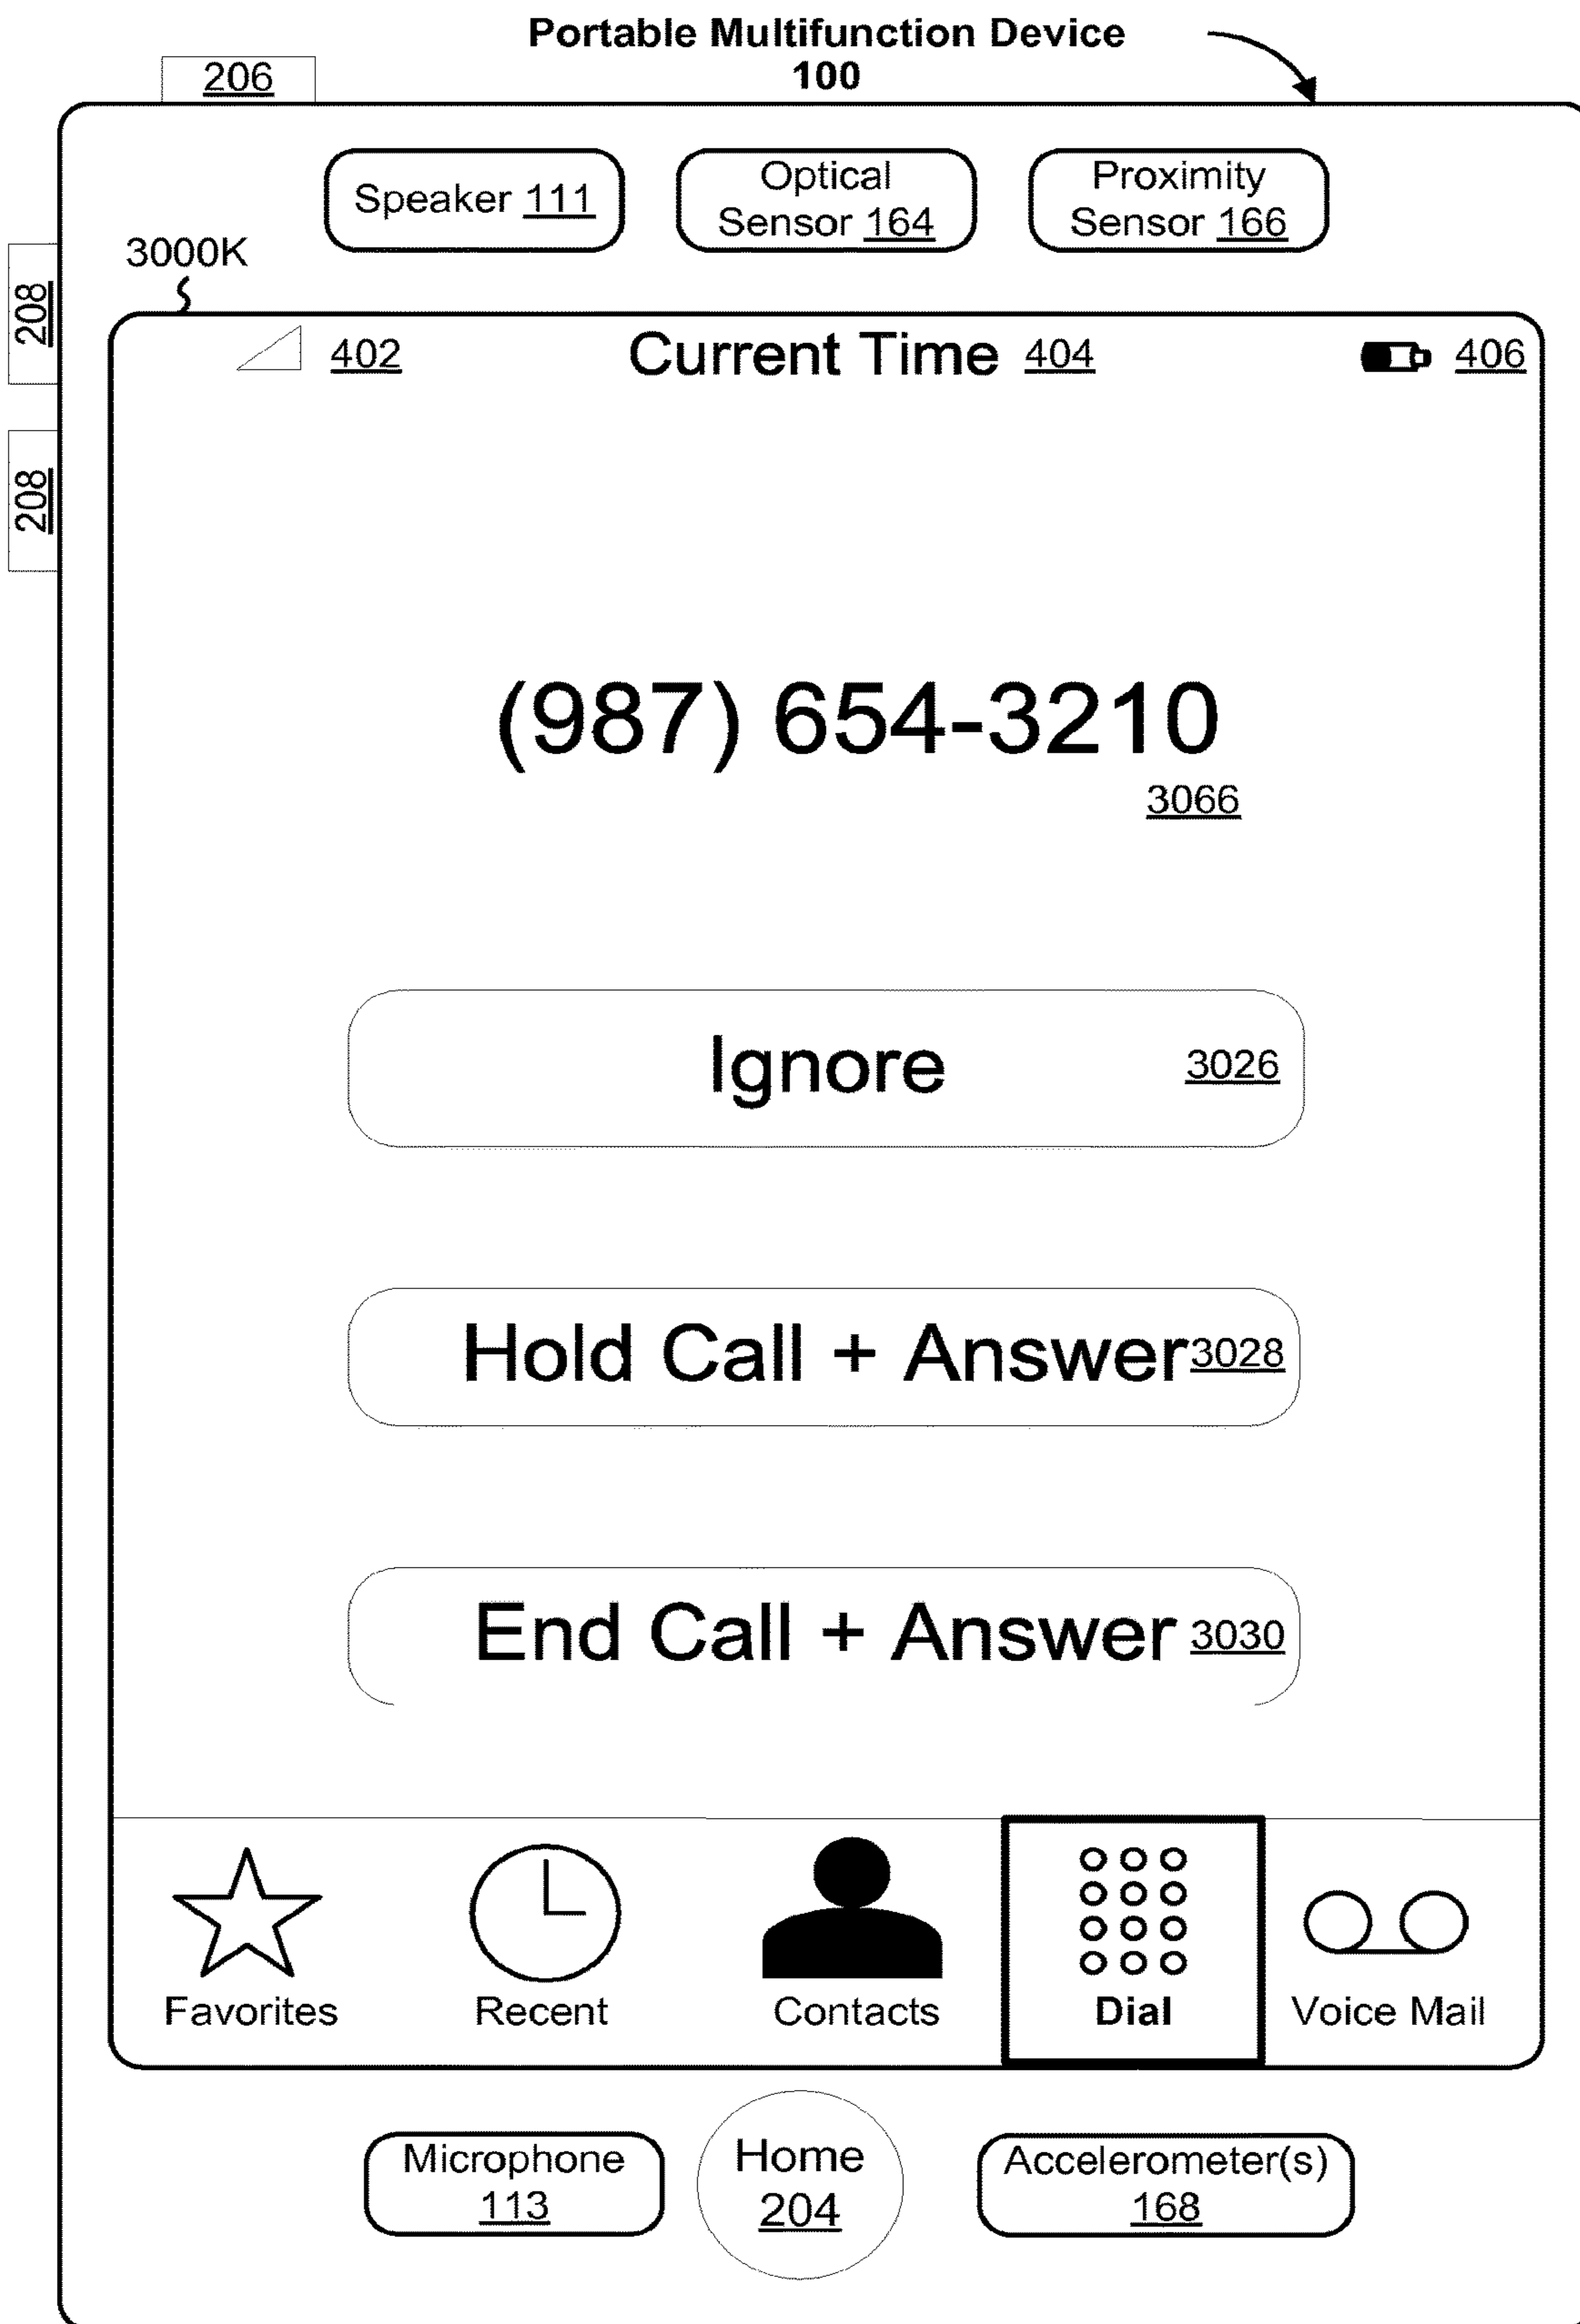 Portable Multifunction Device
100
206
Speaker 111
Optical
Sensor 164
Proximity
Sensor 166
3000K
208
208
402
Current Time 404
406
(987) 654-3210
3066
Ignore 3026
Hold Call + Answer 3028
End Call + Answer 3030
Favorites
Recent
Contacts
Dial
Voice Mail
Microphone
113
Home
204
Accelerometer(s)
168